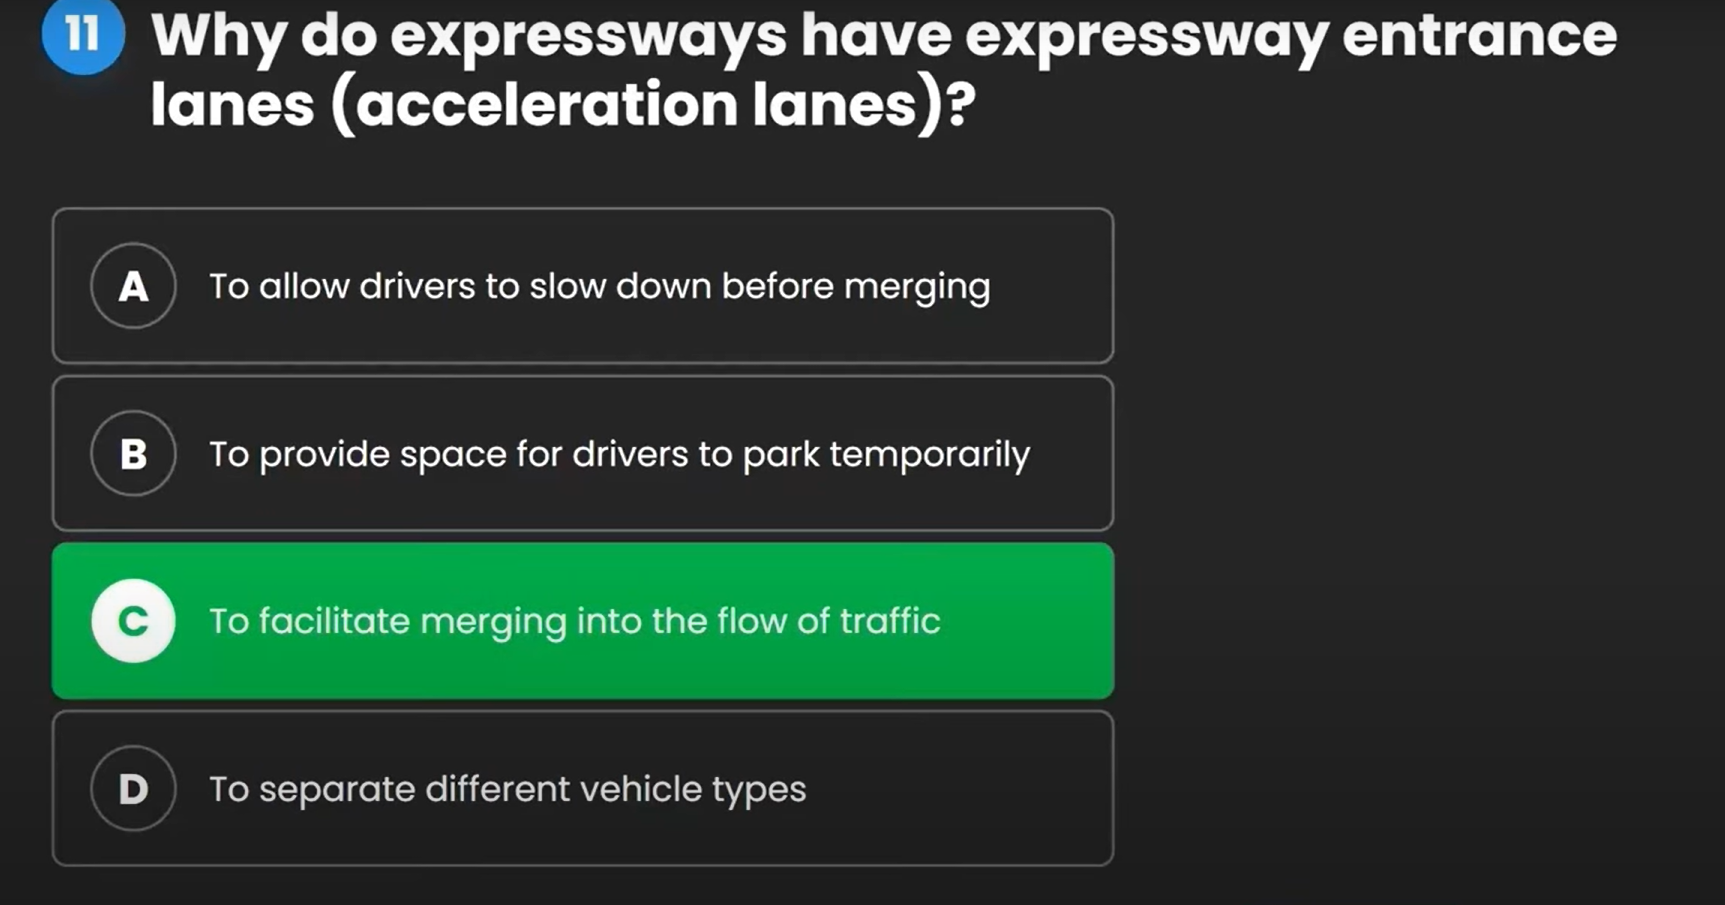 11 Why do expressways have expressway entrance
lanes (acceleration lanes)?
A To allow drivers to slow down before merging
B To provide space for drivers to park temporarily
C To facilitate merging into the flow of traffic
D To separate different vehicle types